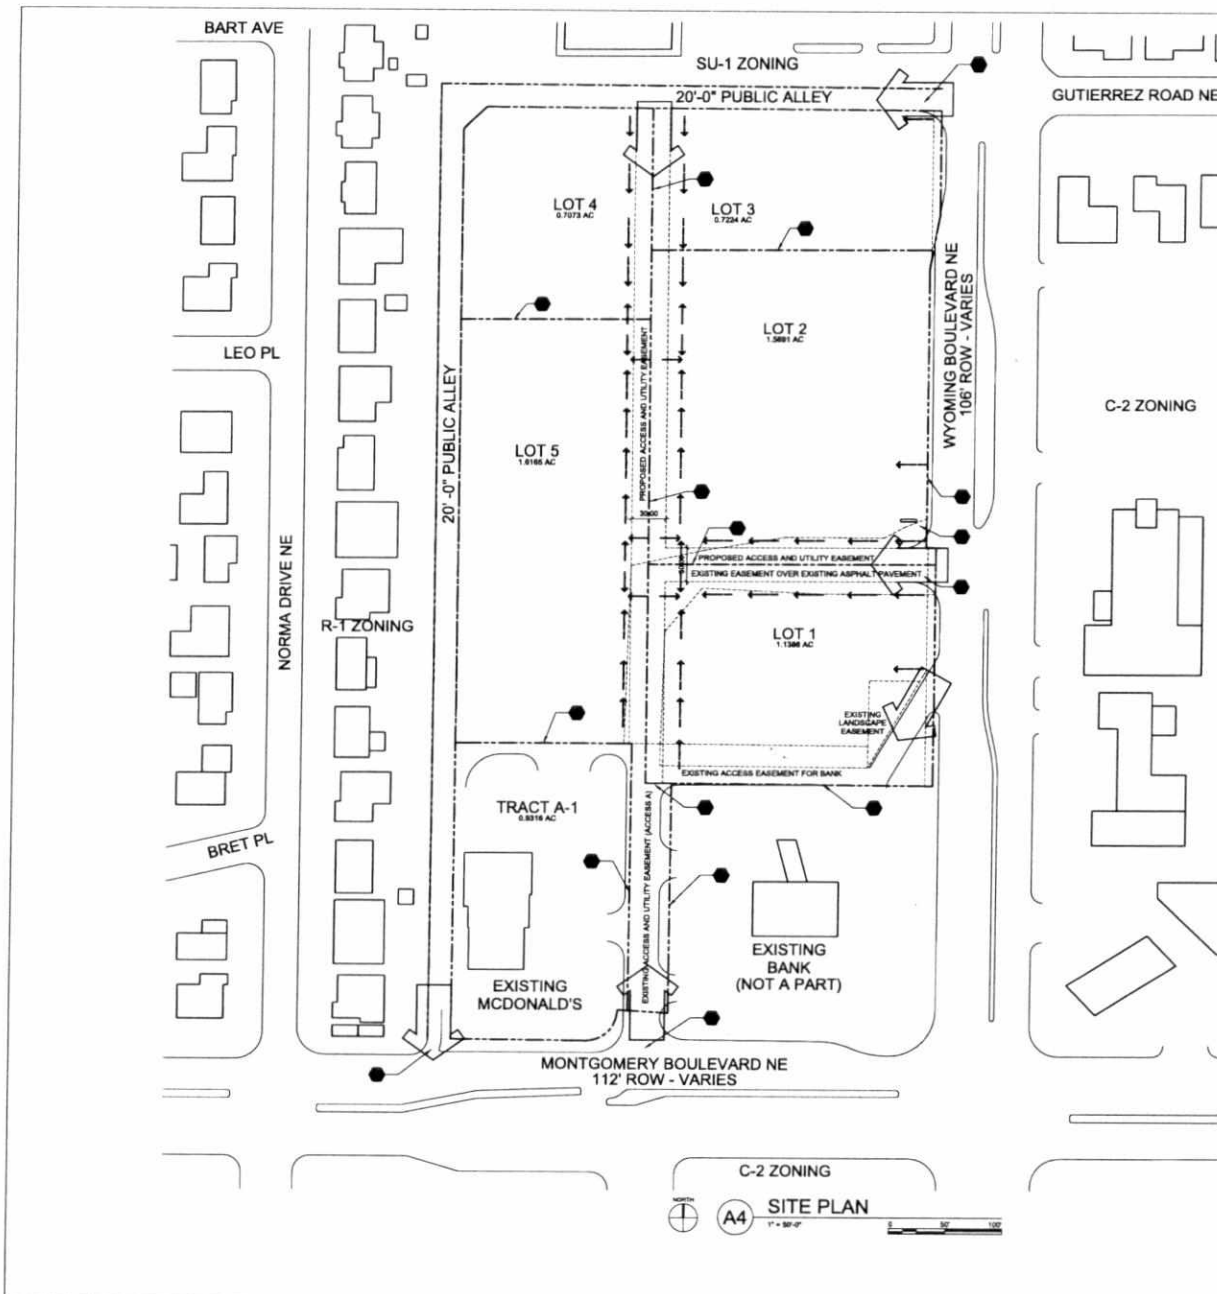 BART AVE
SU-1 ZONING
20'-0" PUBLIC ALLEY
GUTIERREZ ROAD NE
LOT 4
0.7073 AC
LOT 3
0.7224 AC
WYOMING BOULEVARD NE
106' ROW - VARIES
LOT 2
1.5691 AC
LEO PL
PROPOSED ACCESS AND UTILITY EASEMENT
C-2 ZONING
20'-0" PUBLIC ALLEY
LOT 5
1.6165 AC
30.00
PROPOSED ACCESS AND UTILITY EASEMENT
EXISTING EASEMENT OVER EXISTING ASPHALT PAVEMENT
NORMA DRIVE NE
R-1 ZONING
LOT 1
1.1386 AC
EXISTING
LANDSCAPE
EASEMENT
EXISTING ACCESS EASEMENT FOR BANK
TRACT A-1
0.9316 AC
EXISTING ACCESS AND UTILITY EASEMENT (ACCESS A)
BRET PL
EXISTING
BANK
(NOT A PART)
EXISTING
MCDONALD'S
MONTGOMERY BOULEVARD NE
112' ROW - VARIES
C-2 ZONING
NORTH
A4
SITE PLAN
1" = 50'-0"
0 50' 100'